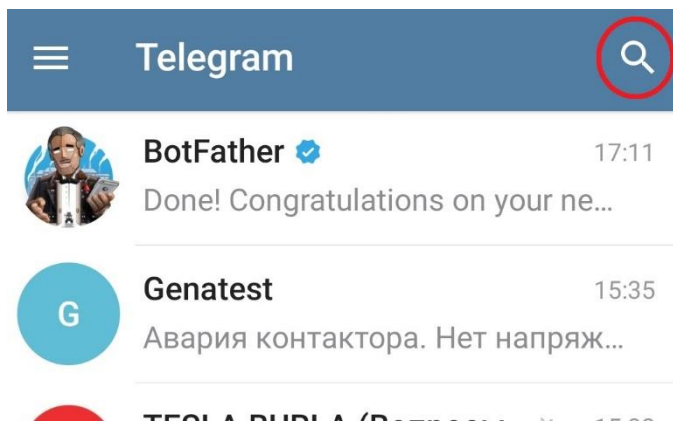 Telegram
BotFather
17:11
Done! Congratulations on your ne...
G
Genatest
15:35
Авария контактора. Нет напряж...